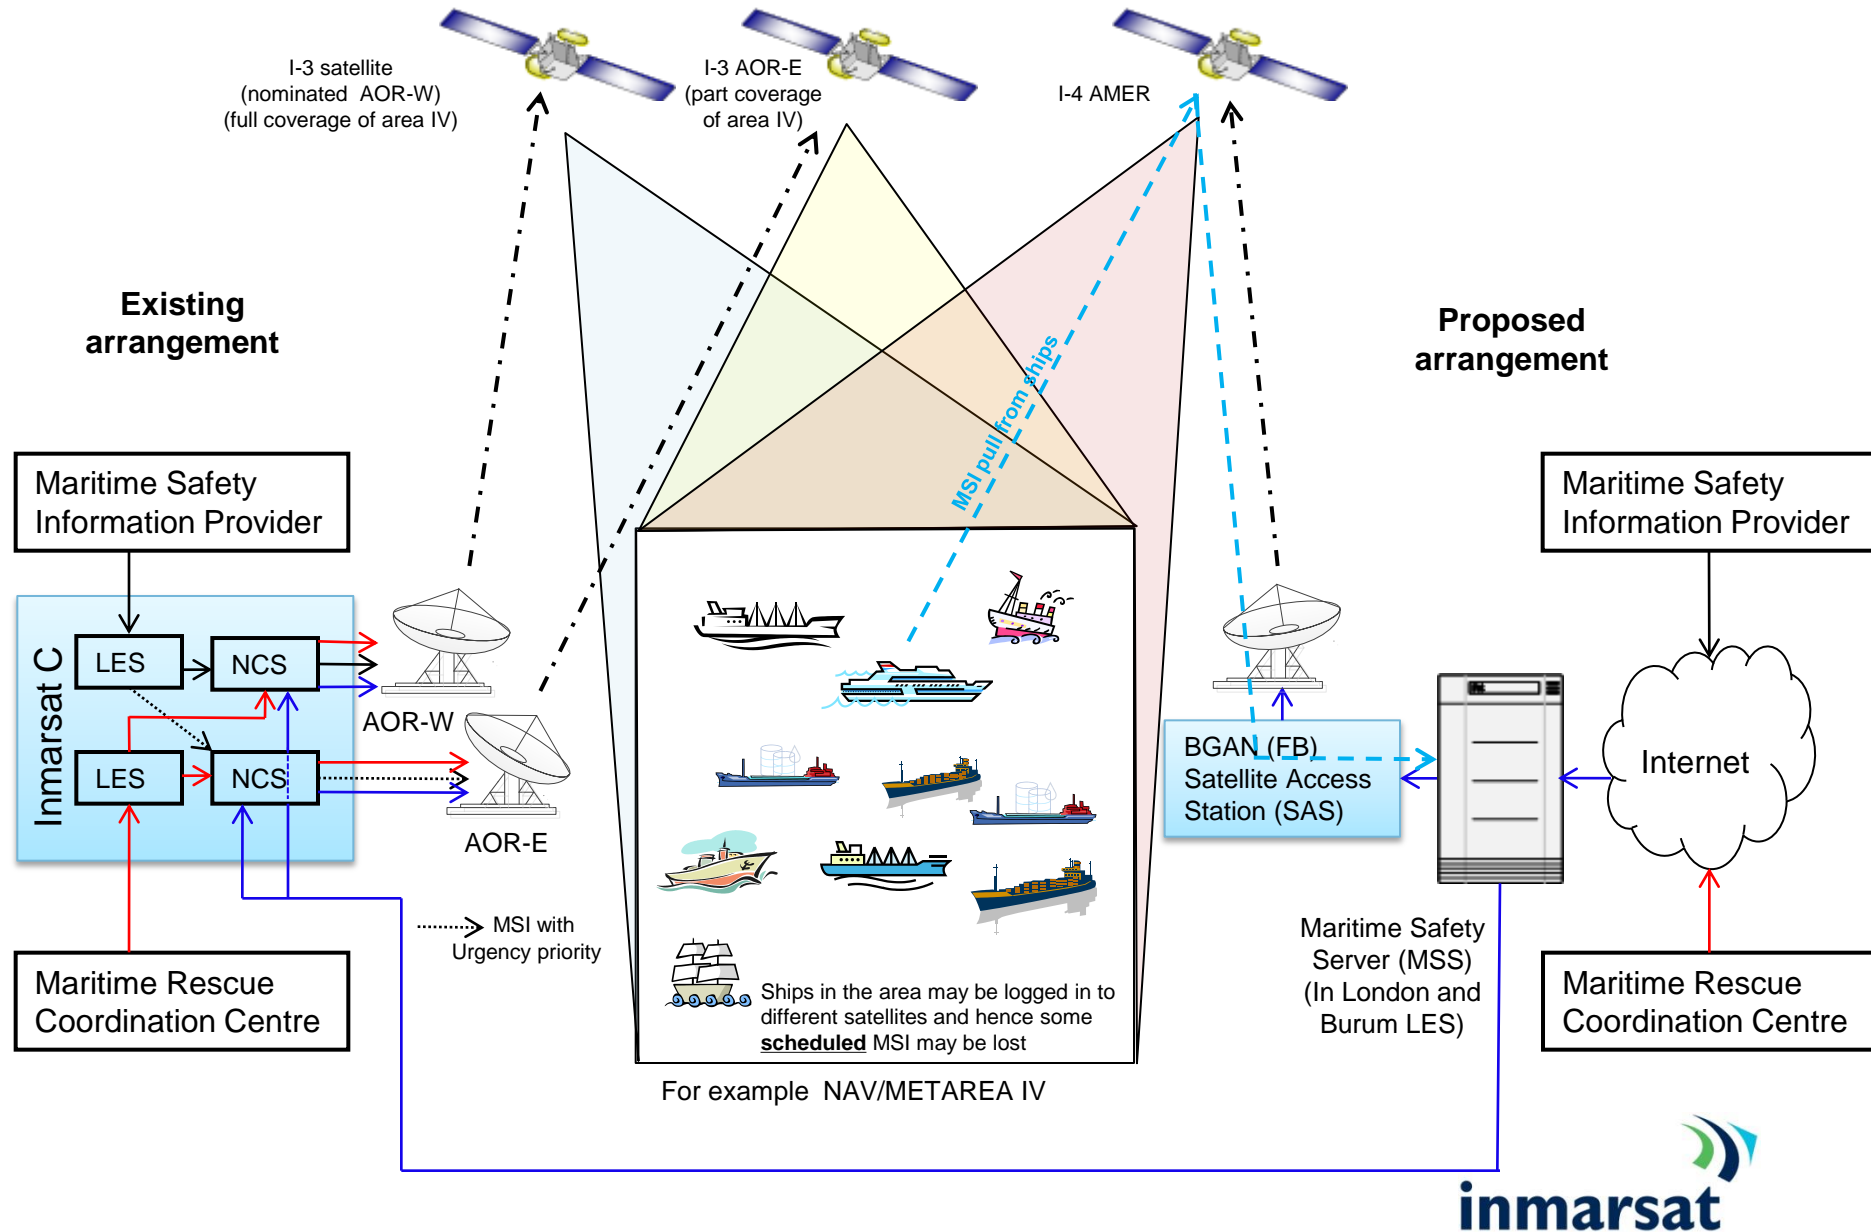 I-3 satellite
(nominated AOR-W)
(full coverage of area IV)
I-3 AOR-E
(part coverage
of area IV)
I-4 AMER
Existing
arrangement
Proposed
arrangement
MSI pull from ships
Maritime Safety
Information Provider
Maritime Safety
Information Provider
Inmarsat C
LES
NCS
AOR-W
LES
NCS
AOR-E
BGAN (FB)
Satellite Access
Station (SAS)
Internet
MSI with
Urgency priority
Maritime Safety
Server (MSS)
(In London and
Burum LES)
Maritime Rescue
Coordination Centre
Maritime Rescue
Coordination Centre
Ships in the area may be logged in to
different satellites and hence some
scheduled MSI may be lost
For example NAV/METAREA IV
inmarsat